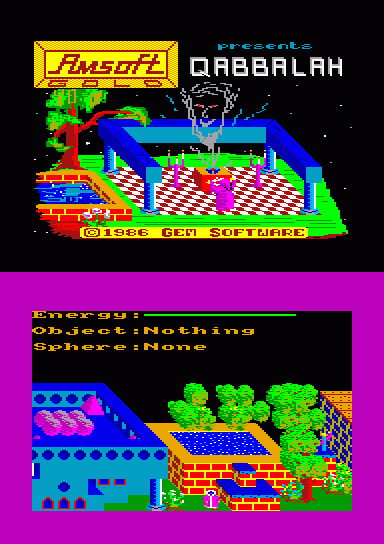 presents
Amsoft
GOLD
QABBALAH
©1986 Gem Software
Energy:
Object:Nothing
Sphere:None